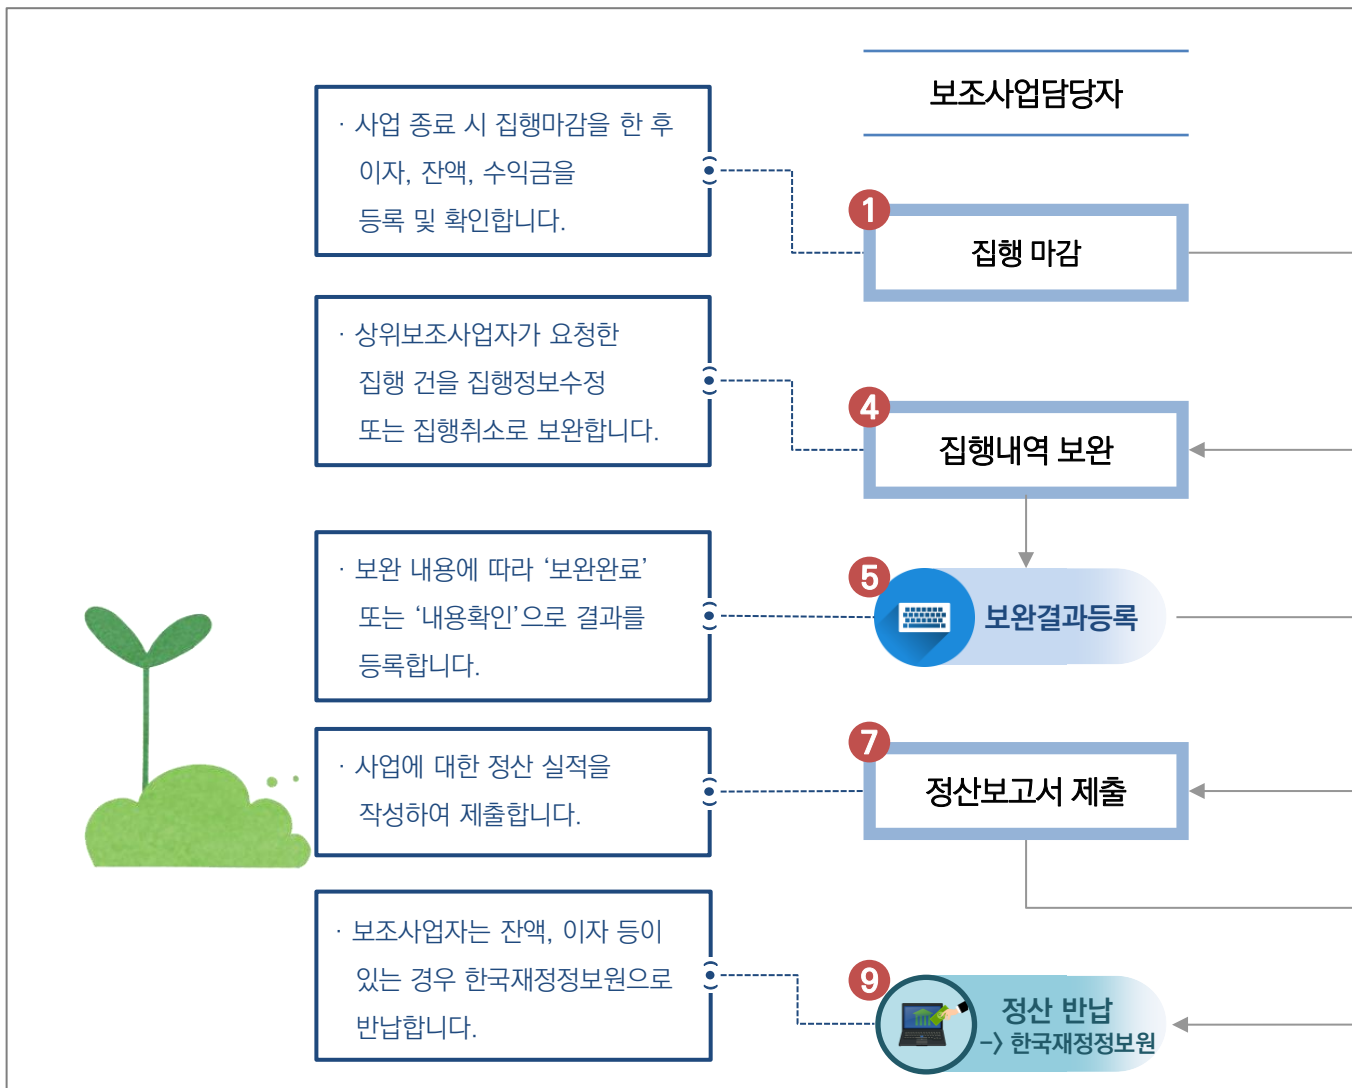 보조사업담당자
· 사업 종료 시 집행마감을 한 후
이자, 잔액, 수익금을
등록 및 확인합니다.
1
집행 마감
· 상위보조사업자가 요청한
집행 건을 집행정보수정
또는 집행취소로 보완합니다.
4
집행내역 보완
· 보완 내용에 따라 ‘보완완료’
또는 ‘내용확인’으로 결과를
등록합니다.
5
보완결과등록
· 사업에 대한 정산 실적을
작성하여 제출합니다.
7
정산보고서 제출
· 보조사업자는 잔액, 이자 등이
있는 경우 한국재정정보원으로
반납합니다.
9
정산 반납
-> 한국재정정보원